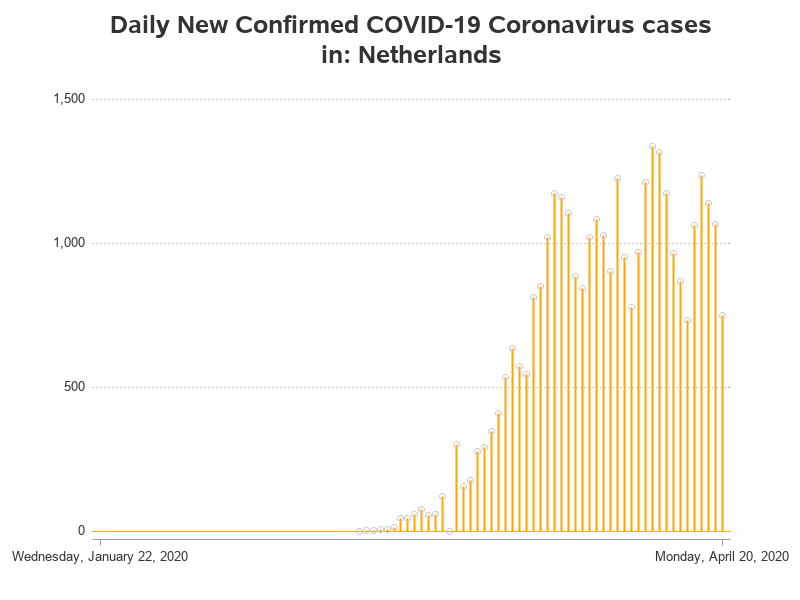 Daily New Confirmed COVID-19 Coronavirus cases
in: Netherlands
1,500
1,000
500
0
Wednesday, January 22, 2020
Monday, April 20, 2020